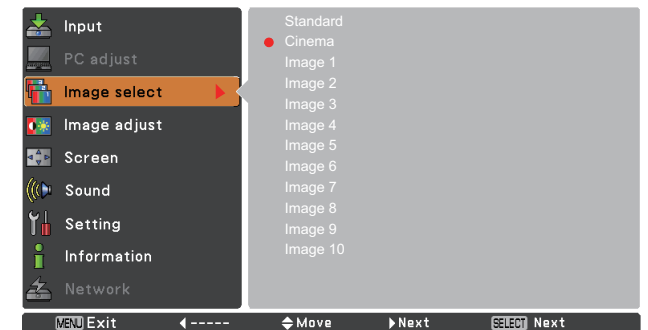 Input
PC adjust
Image select
Image adjust
Screen
Sound
Setting
Information
Network
Standard
Cinema
Image 1
Image 2
Image 3
Image 4
Image 5
Image 6
Image 7
Image 8
Image 9
Image 10
MENU Exit ◀ ----- Move ▶ Next SELECT Next